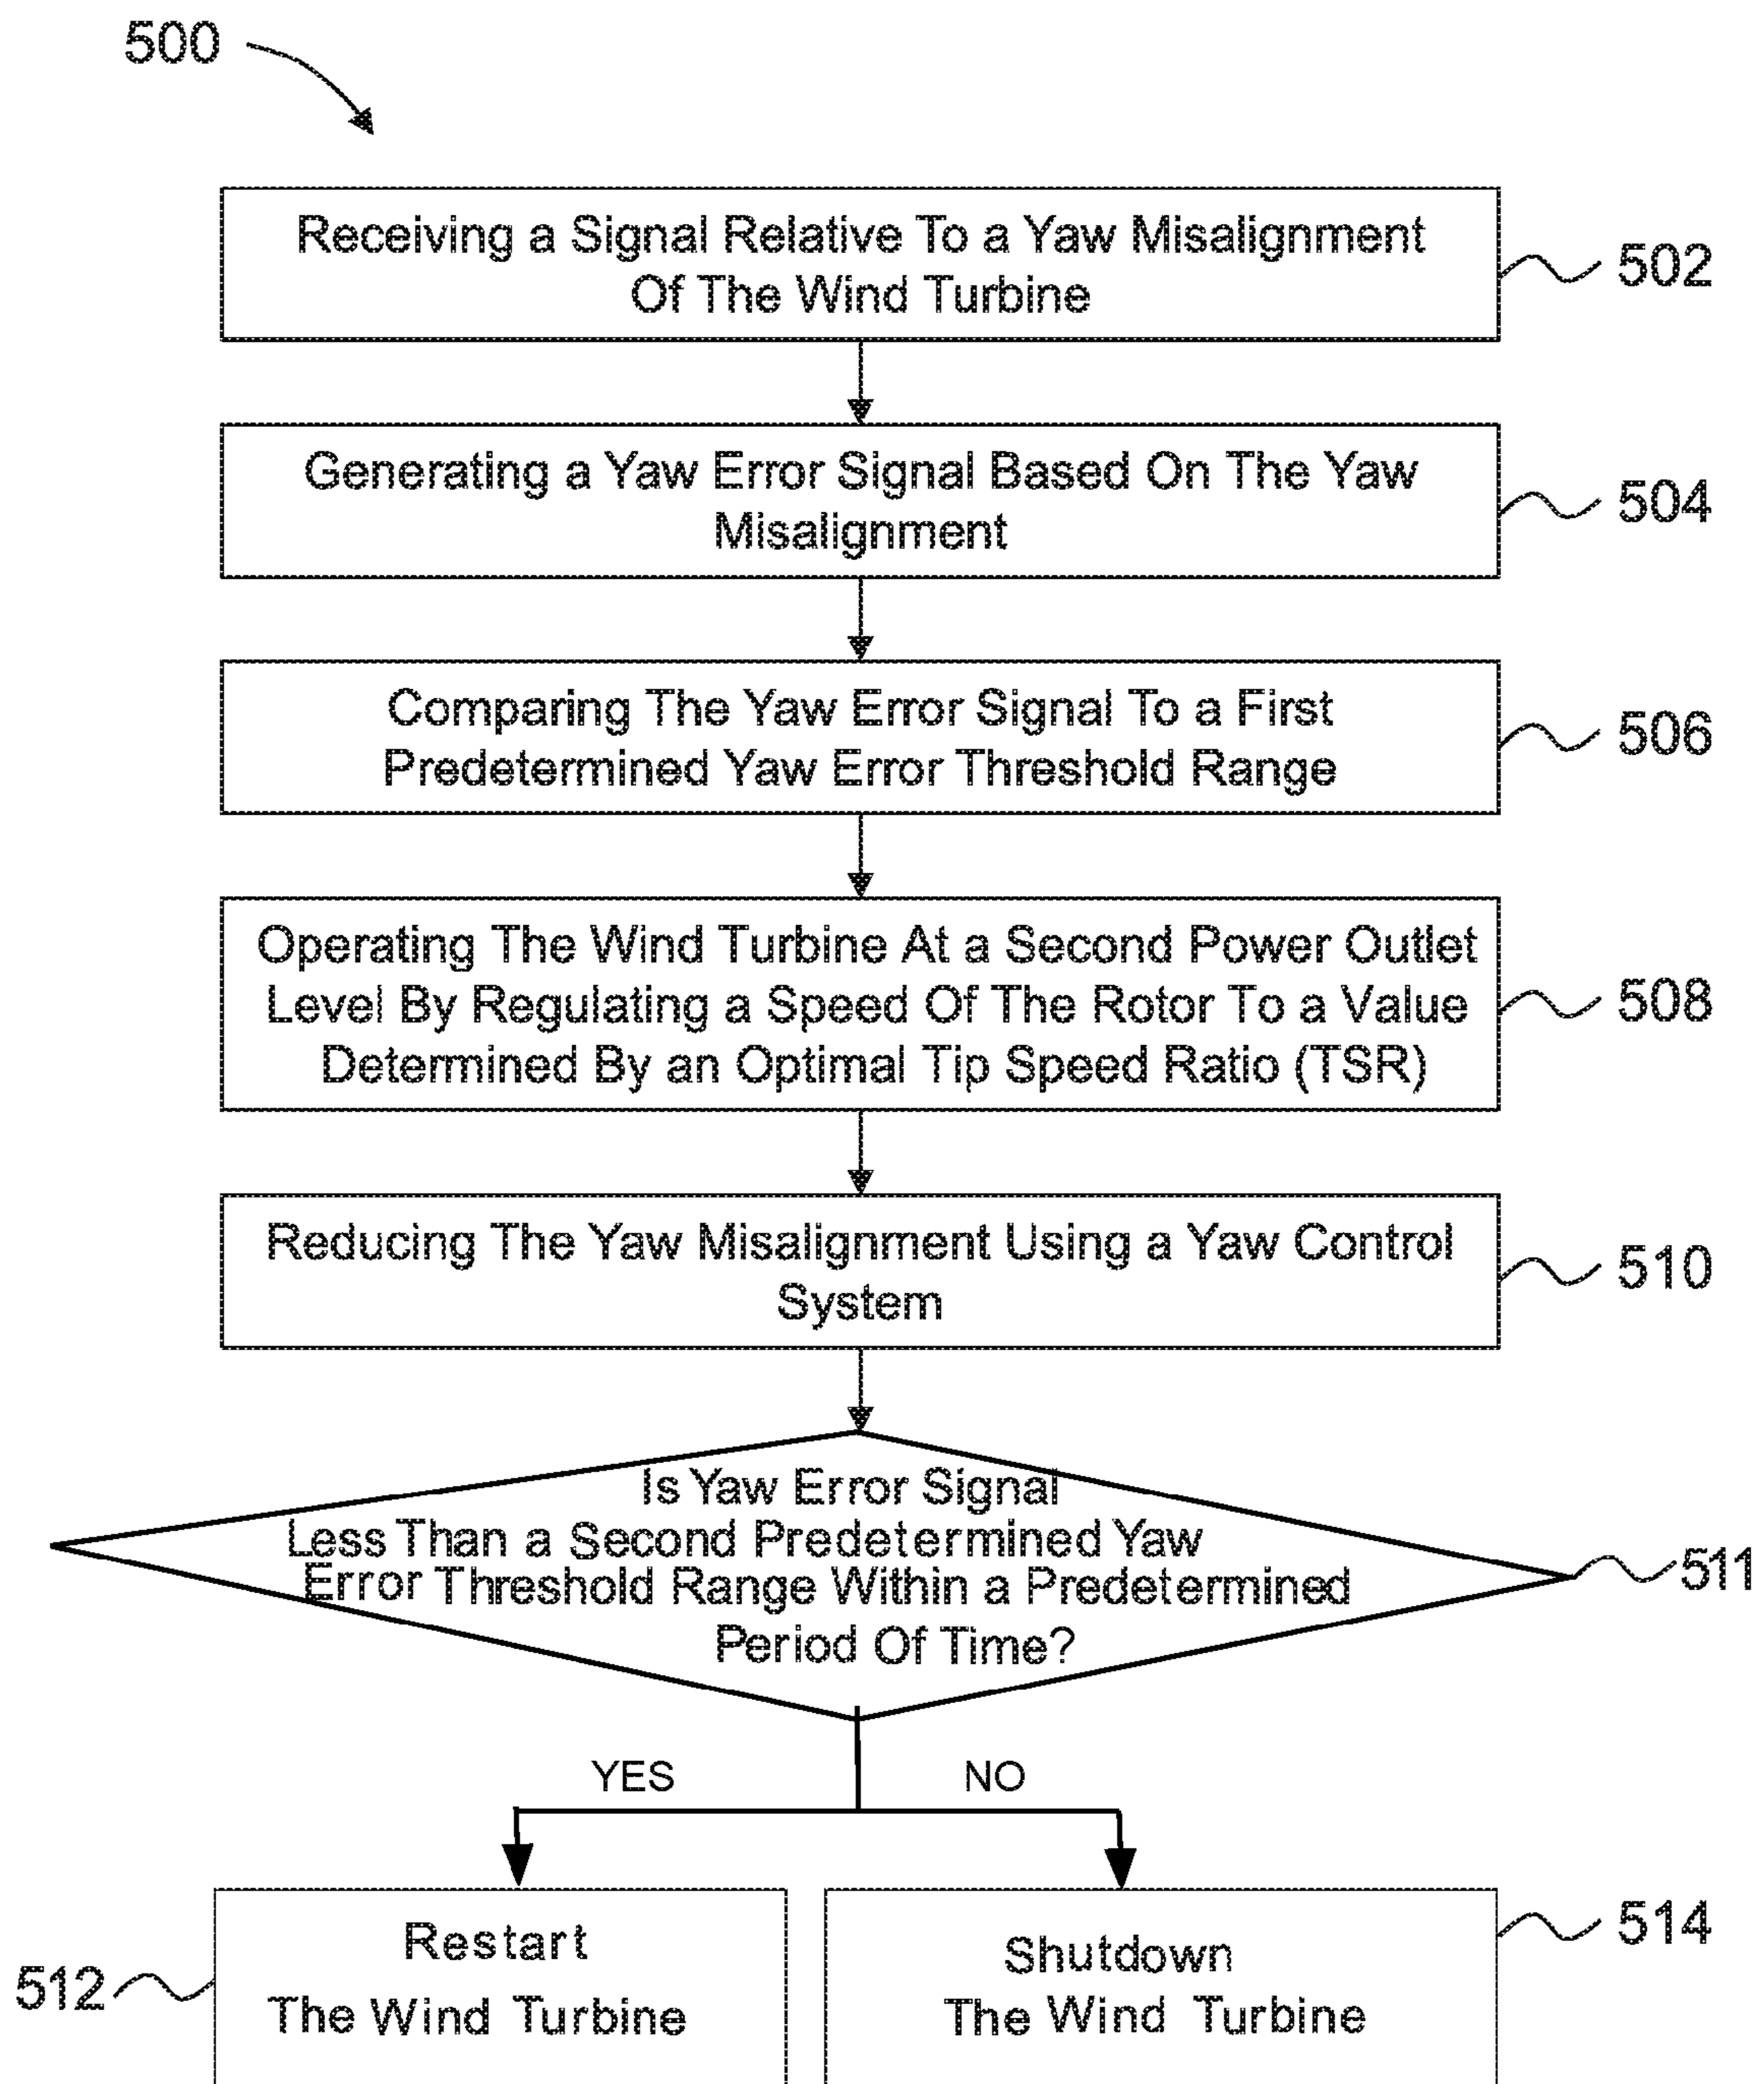 500
Receiving a Signal Relative To a Yaw Misalignment
Of The Wind Turbine
502
Generating a Yaw Error Signal Based On The Yaw
Misalignment
504
Comparing The Yaw Error Signal To a First
Predetermined Yaw Error Threshold Range
506
Operating The Wind Turbine At a Second Power Outlet
Level By Regulating a Speed Of The Rotor To a Value
Determined By an Optimal Tip Speed Ratio (TSR)
508
Reducing The Yaw Misalignment Using a Yaw Control
System
510
Is Yaw Error Signal
Less Than a Second Predetermined Yaw
Error Threshold Range Within a Predetermined
Period Of Time?
511
YES
NO
Restart
The Wind Turbine
512
Shutdown
The Wind Turbine
514